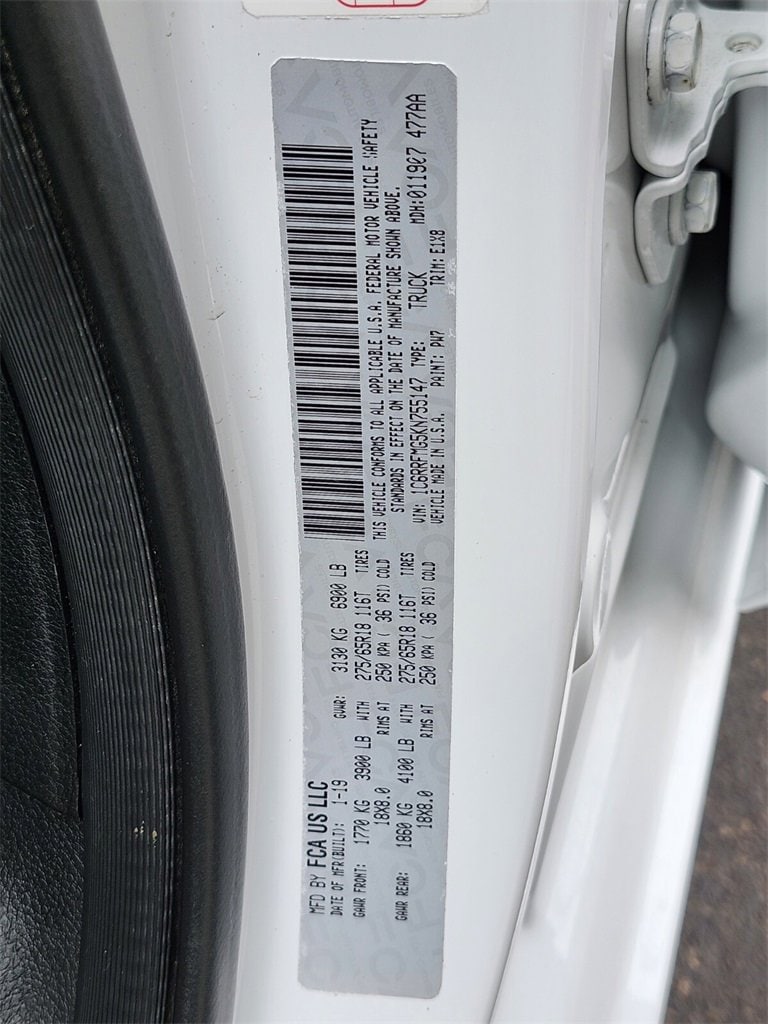 MFD BY FCA US LLC
DATE OF MFR(BUILT): 1-19 GVWR: 3130 KG 6900 LB
GAWR FRONT: 1770 KG 3900 LB WITH 275/65R18 116T TIRES
18X8.0 RIMS AT 250 KPA ( 36 PSI) COLD
GAWR REAR: 1860 KG 4100 LB WITH 275/65R18 116T TIRES
18X8.0 RIMS AT 250 KPA ( 36 PSI) COLD
THIS VEHICLE CONFORMS TO ALL APPLICABLE U.S.A. FEDERAL MOTOR VEHICLE SAFETY
STANDARDS IN EFFECT ON THE DATE OF MANUFACTURE SHOWN ABOVE.
VIN: 1C6RRFMG5KN755147 TYPE: TRUCK MDH:011907 477AA
VEHICLE MADE IN U.S.A. PAINT: PW7 TRIM: E1X8